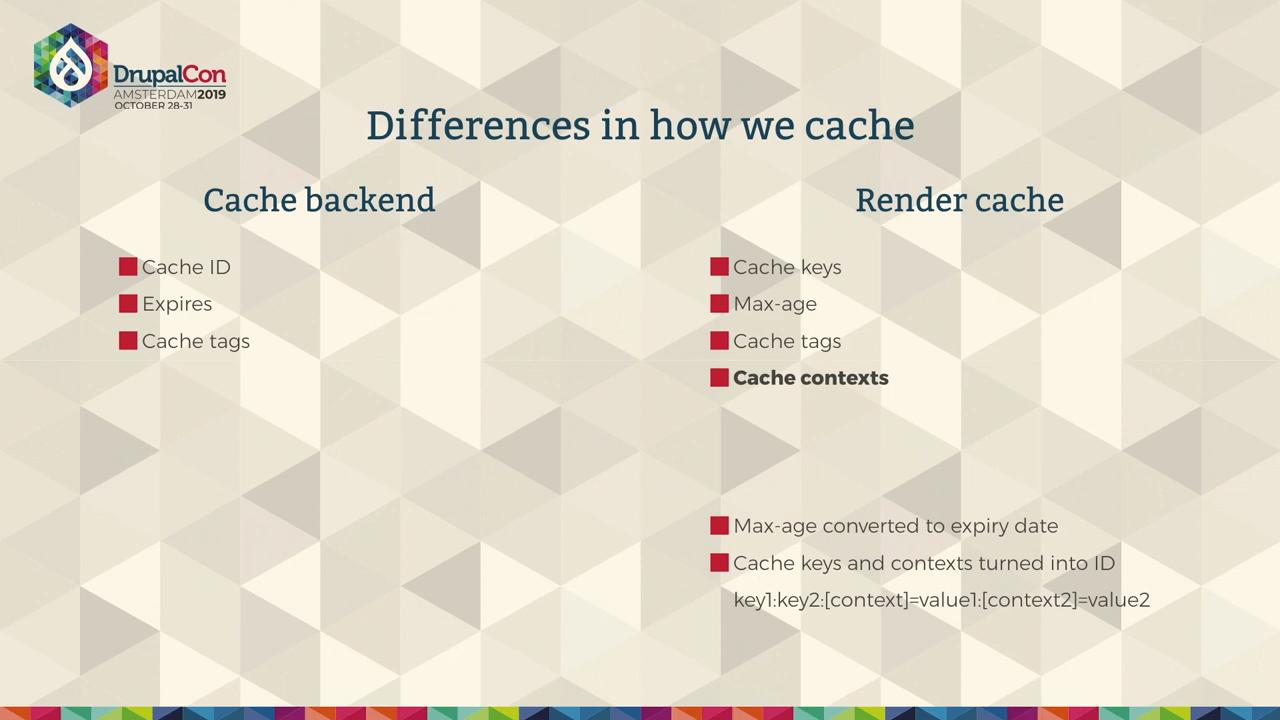 DrupalCon
AMSTERDAM2019
OCTOBER 28-31
Differences in how we cache
Cache backend
Cache ID
Expires
Cache tags
Render cache
Cache keys
Max-age
Cache tags
Cache contexts
Max-age converted to expiry date
Cache keys and contexts turned into ID
key1:key2:[context]=value1:[context2]=value2